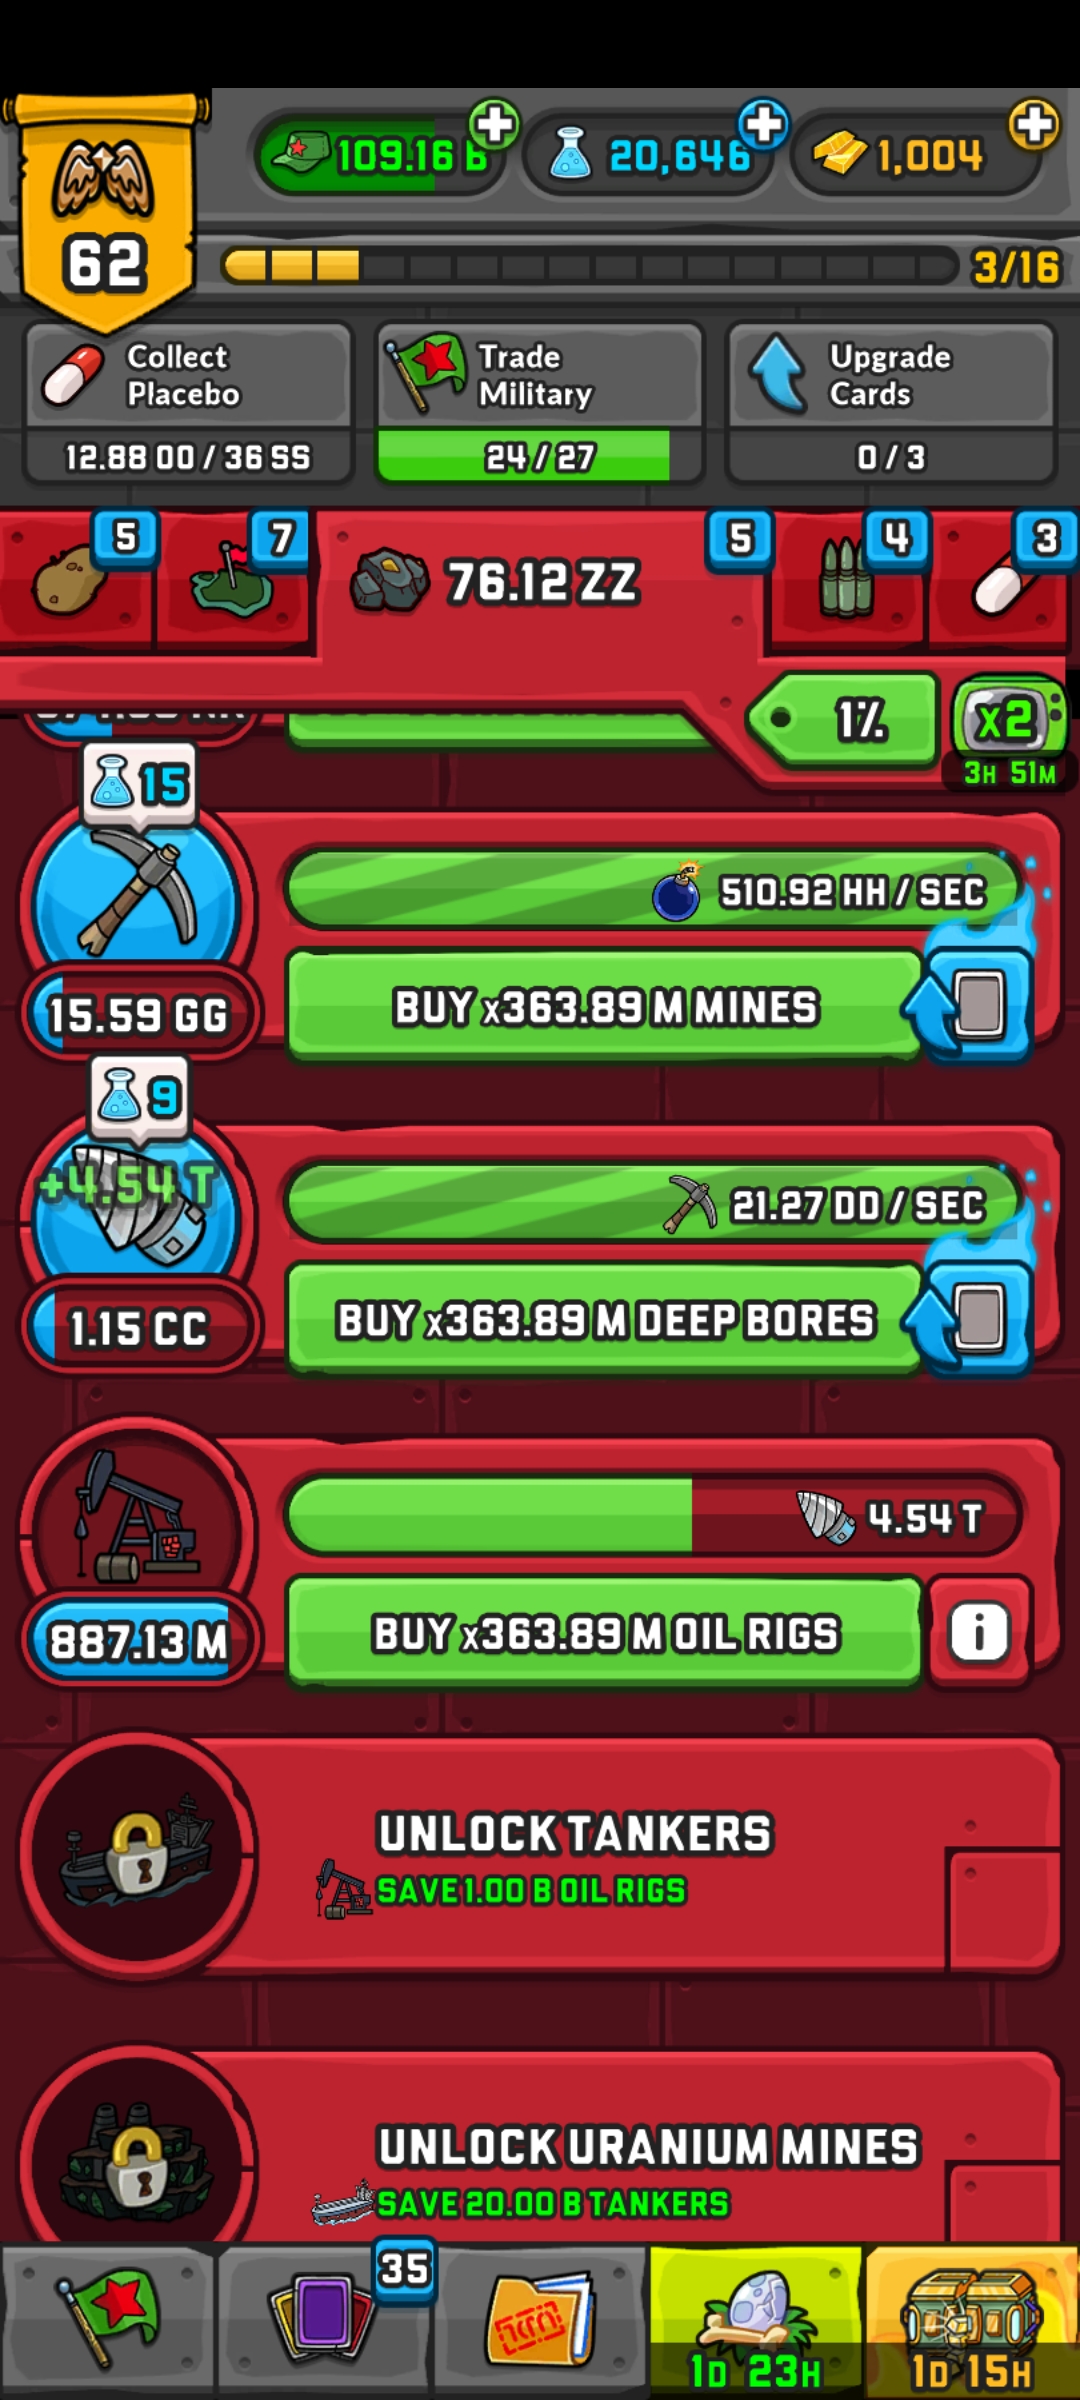 109.16 B
20,646
1,004
62
3/16
Collect
Placebo
12.88 OO / 36 SS
Trade
Military
24 / 27
Upgrade
Cards
0 / 3
5
7
76.12 ZZ
5
4
3
1%
x2
3H 51M
15
510.92 HH / SEC
15.59 GG
BUY x363.89 M MINES
9
+4.54 T
21.27 DD / SEC
1.15 CC
BUY x363.89 M DEEP BORES
4.54 T
887.13 M
BUY x363.89 M OIL RIGS
i
UNLOCK TANKERS
SAVE 1.00 B OIL RIGS
UNLOCK URANIUM MINES
SAVE 20.00 B TANKERS
35
1D 23H
1D 15H